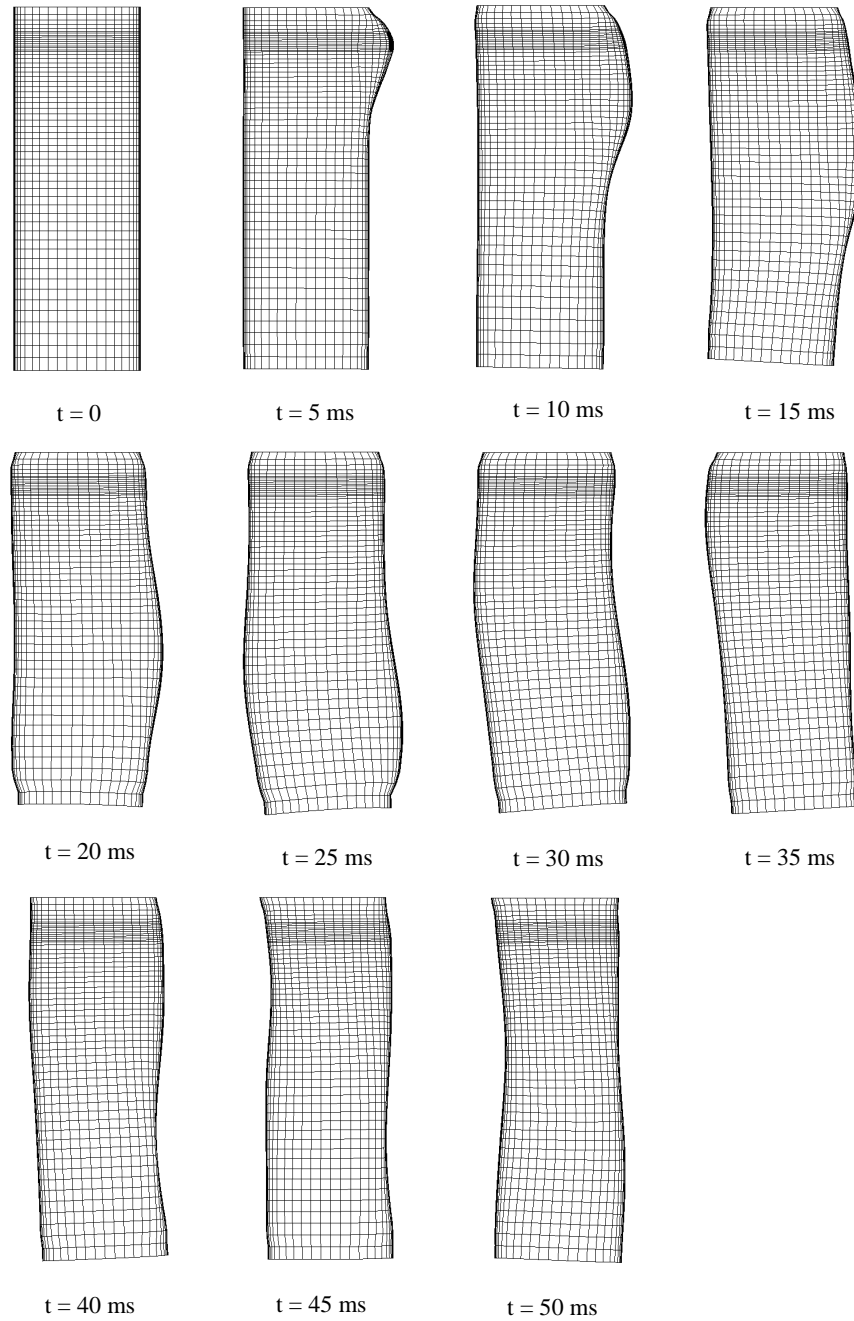 t = 0
t = 5 ms
t = 10 ms
t = 15 ms
t = 20 ms
t = 25 ms
t = 30 ms
t = 35 ms
t = 40 ms
t = 45 ms
t = 50 ms